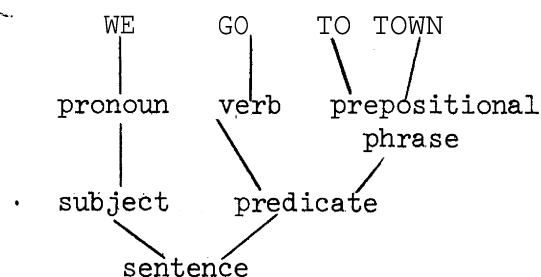 WE GO TO TOWN
pronoun verb prepositional
phrase
subject predicate
sentence